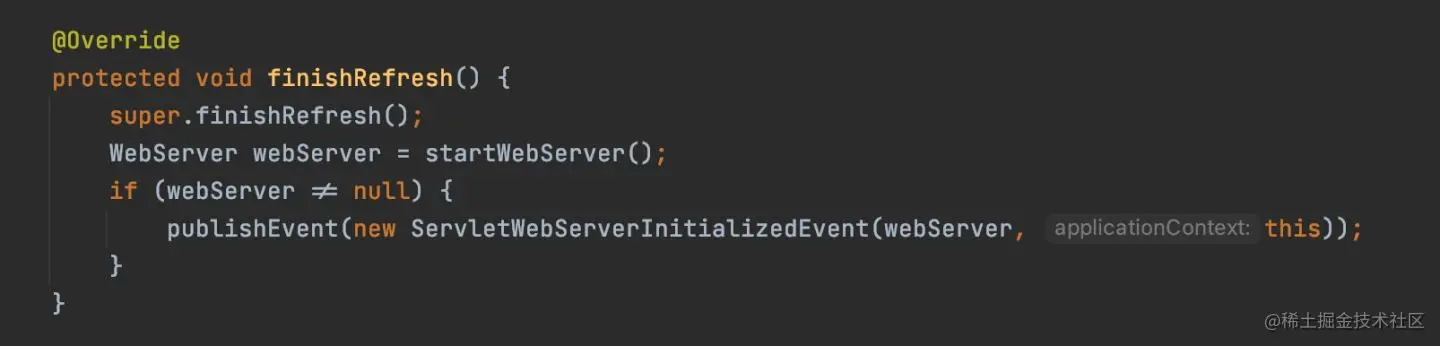 @Override
protected void finishRefresh() {
    super.finishRefresh();
    WebServer webServer = startWebServer();
    if (webServer ≠ null) {
        publishEvent(new ServletWebServerInitializedEvent(webServer, applicationContext: this));
    }
}
@稀土掘金技术社区